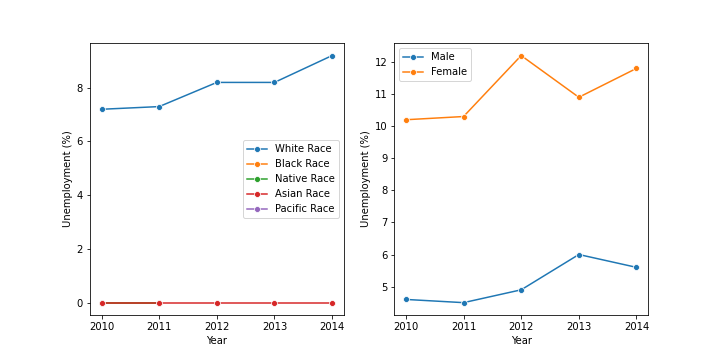 Unemployment (%)
8
6
4
2
0
White Race
Black Race
Native Race
Asian Race
Pacific Race
2010 2011 2012 2013 2014
Year
Unemployment (%)
12
11
10
9
8
7
6
5
Male
Female
2010 2011 2012 2013 2014
Year